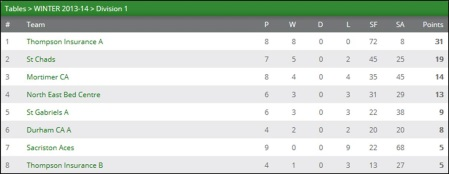 Tables > WINTER 2013-14 > Division 1
# Team P W D L SF SA Points
1 Thompson Insurance A 8 8 0 0 72 8 31
2 St Chads 7 5 0 2 45 25 19
3 Mortimer CA 8 4 0 4 35 45 14
4 North East Bed Centre 6 3 0 3 31 29 13
5 St Gabriels A 6 3 0 3 22 38 9
6 Durham CA A 4 2 0 2 20 20 8
7 Sacriston Aces 9 0 0 9 22 68 5
8 Thompson Insurance B 4 1 0 3 13 27 5